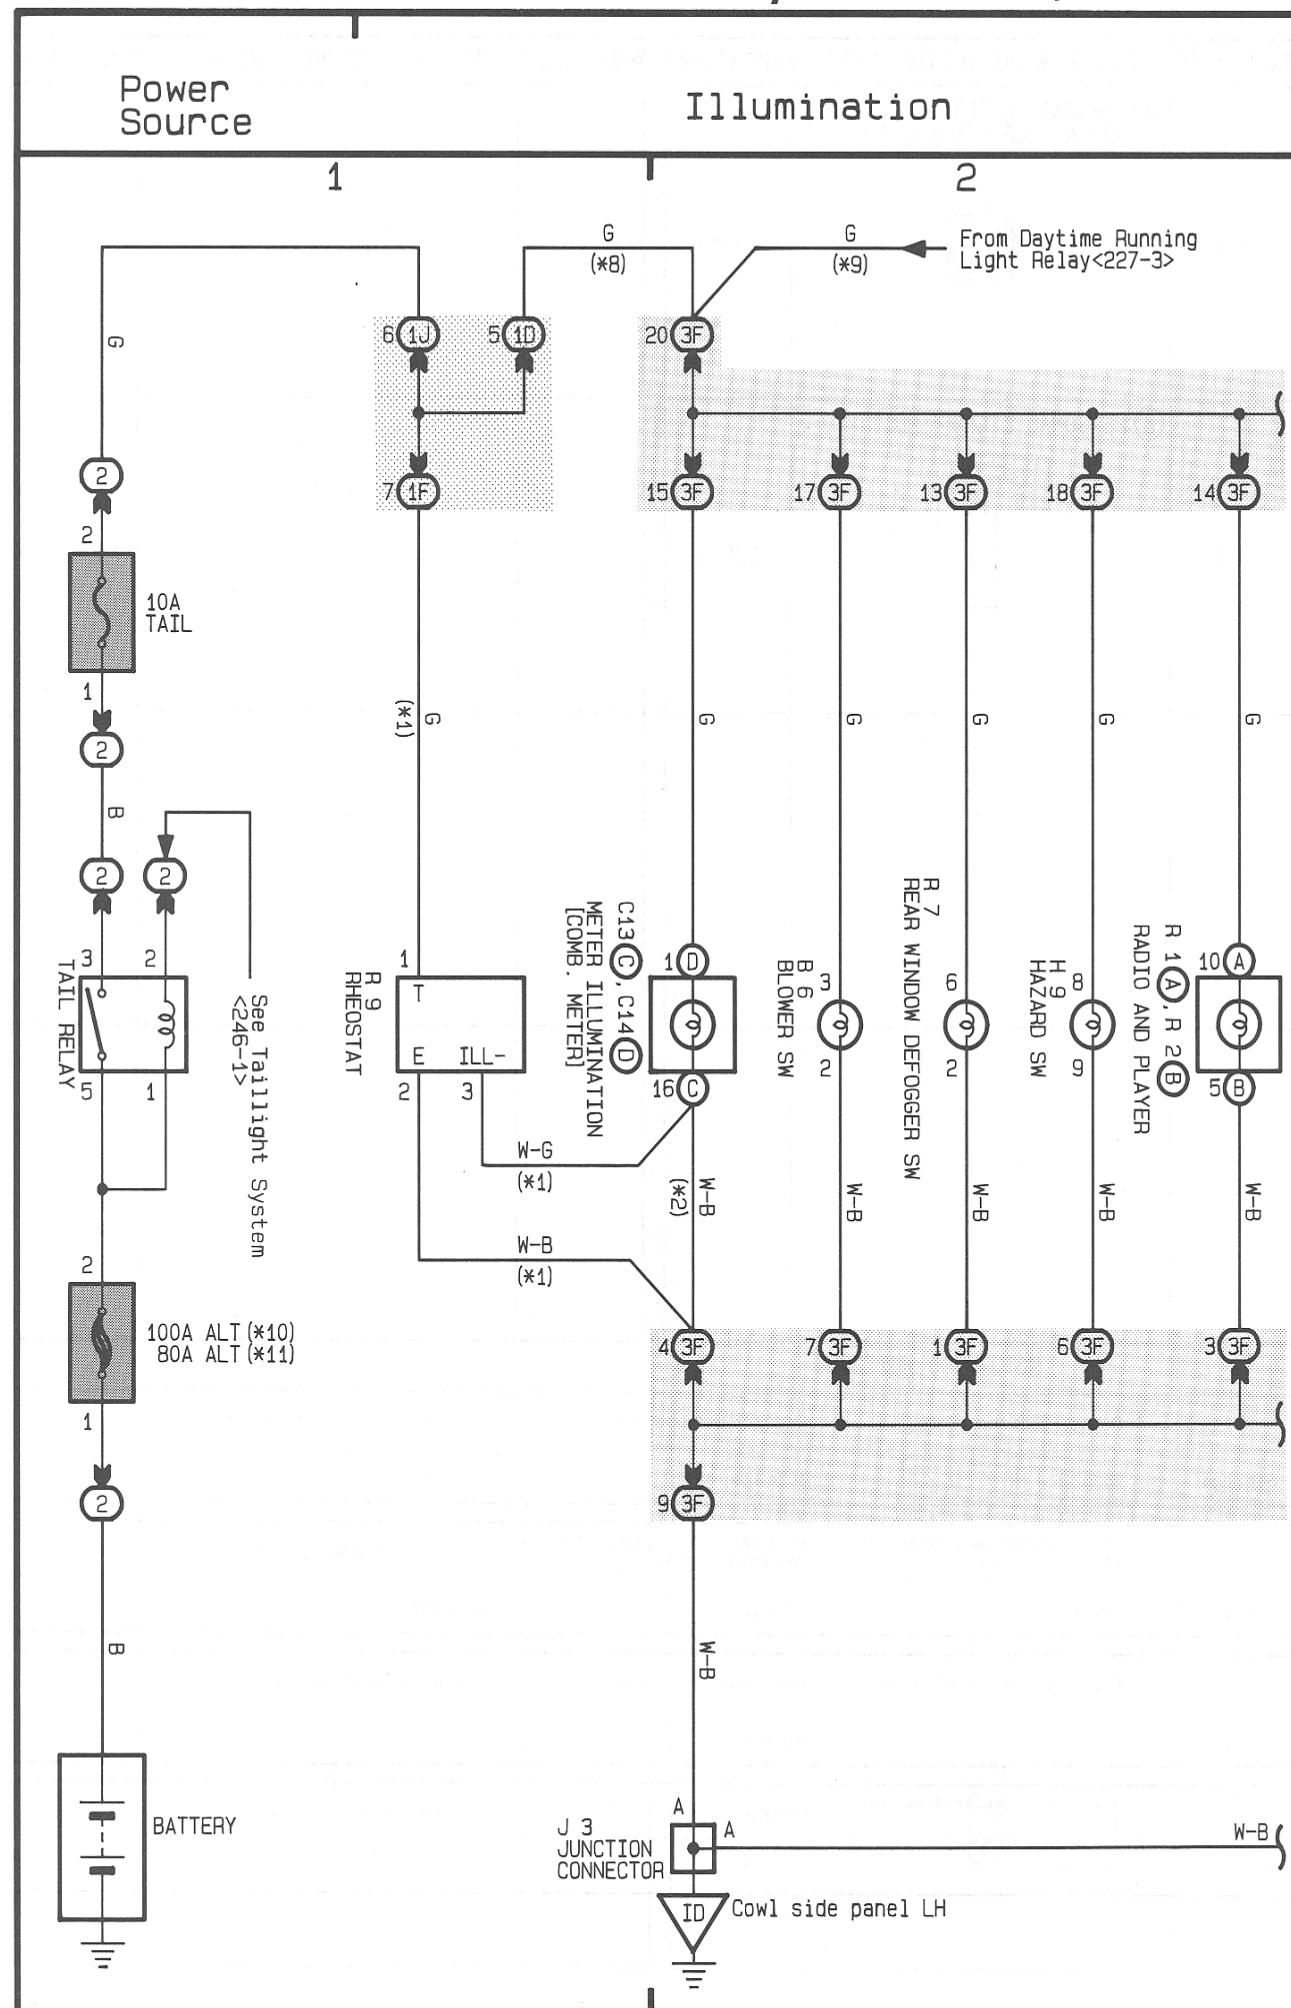 Power
Source
Illumination
1
2
G
(*8)
G
(*9)
From Daytime Running
Light Relay<227-3>
6 1J
5 1D
20 3F
G
7 1F
15 3F
17 3F
13 3F
18 3F
14 3F
2
2
10A
TAIL
1
2
G
(*1)
G
G
G
G
G
B
2
2
3
2
TAIL RELAY
5
1
See Taillight System
<246-1>
1
R 9
RHEOSTAT
T
E
ILL-
2
3
C13 C, C14 D
METER ILLUMINATION
[COMB. METER]
1 D
16 C
B 6
BLOWER SW
3
2
R 7
REAR WINDOW DEFOGGER SW
6
2
H 9
HAZARD SW
8
9
R 1 A, R 2 B
RADIO AND PLAYER
10 A
5 B
W-G
(*1)
W-B
(*2)
W-B
W-B
W-B
W-B
W-B
(*1)
2
100A ALT (*10)
80A ALT (*11)
1
2
4 3F
7 3F
1 3F
6 3F
3 3F
9 3F
B
W-B
BATTERY
A
A
J 3
JUNCTION
CONNECTOR
W-B
ID
Cowl side panel LH